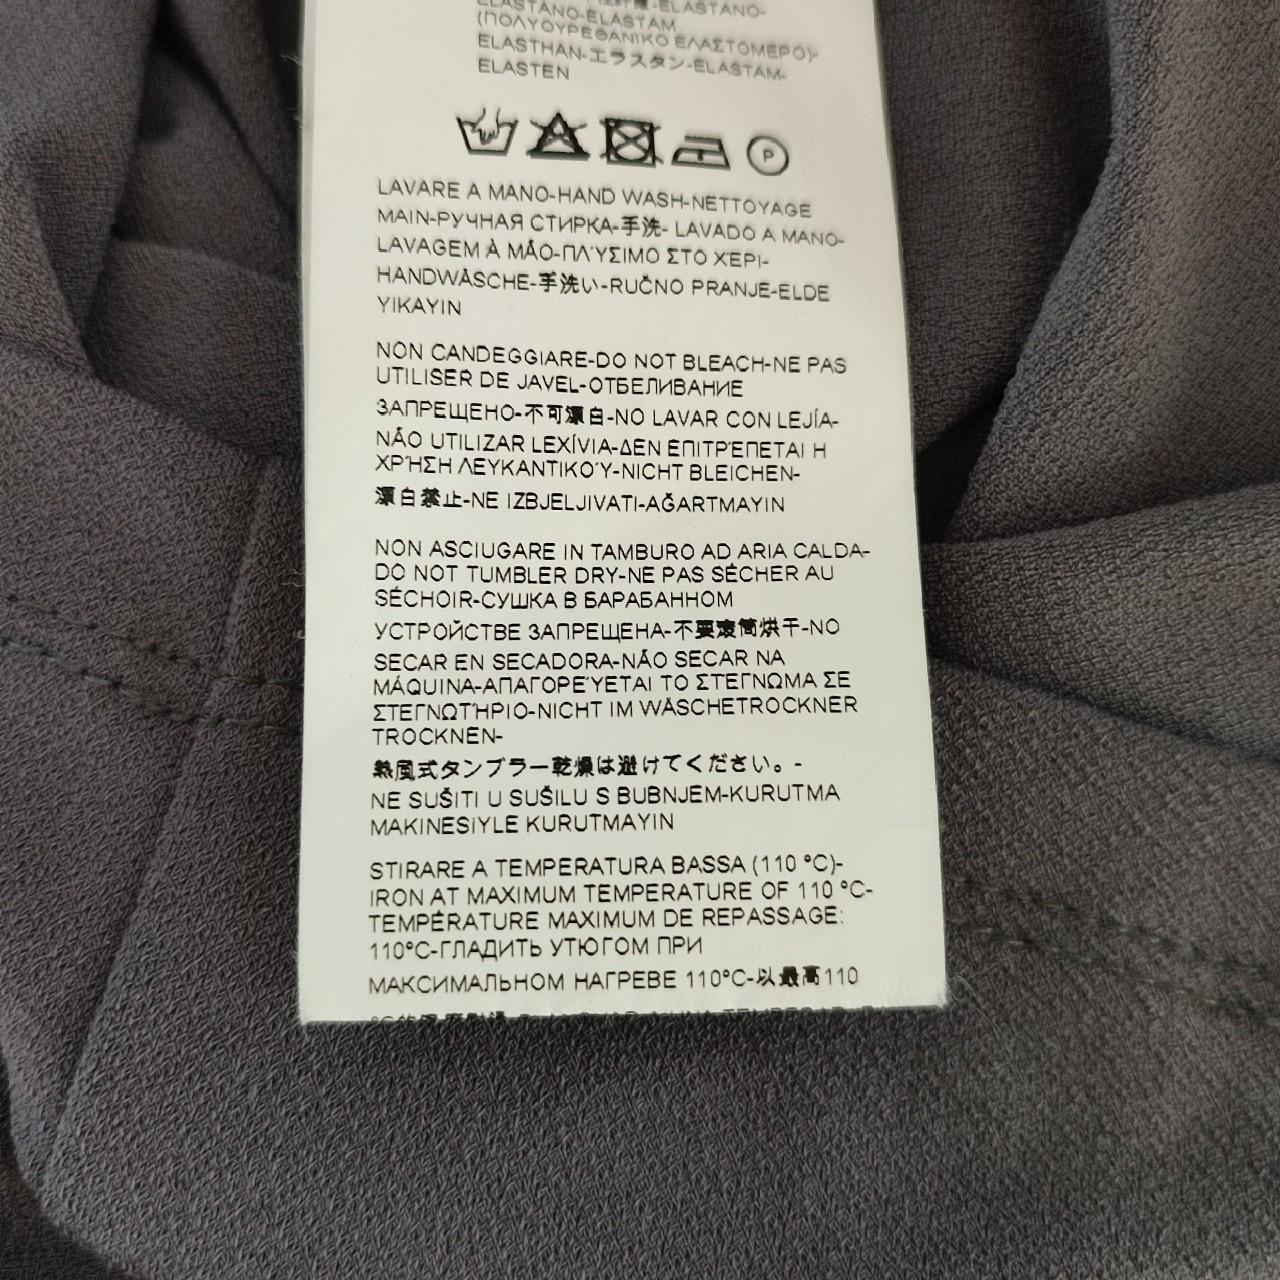 -ELASTANO-
ELASTANO-ELASTAM
(ΠΟΛΥΟΥΡΕΘΑΝΙΚΟ ΕΛΑΣΤΟΜΕΡΟ)-
ELASTHAN-エラスタン-ELASTAM-
ELASTEN
P
LAVARE A MANO-HAND WASH-NETTOYAGE
MAIN-РУЧНАЯ СТИРКА-手洗- LAVADO A MANO-
LAVAGEM À MÃO-ΠΛΎΣΙΜΟ ΣΤΟ ΧΕΡΙ-
HANDWÄSCHE-手洗い-RUČNO PRANJE-ELDE
YIKAYIN
NON CANDEGGIARE-DO NOT BLEACH-NE PAS
UTILISER DE JAVEL-ОТБЕЛИВАНИЕ
ЗАПРЕЩЕНО-不可漂白-NO LAVAR CON LEJÍA-
NÃO UTILIZAR LEXÍVIA-ΔΕΝ ΕΠΙΤΡΈΠΕΤΑΙ Η
ΧΡΉΣΗ ΛΕΥΚΑΝΤΙΚΟΎ-NICHT BLEICHEN-
漂白禁止-NE IZBJELJIVATI-AĞARTMAYIN
NON ASCIUGARE IN TAMBURO AD ARIA CALDA-
DO NOT TUMBLER DRY-NE PAS SÉCHER AU
SÉCHOIR-СУШКА В БАРАБАННОМ
УСТРОЙСТВЕ ЗАПРЕЩЕНА-不要滚筒烘干-NO
SECAR EN SECADORA-NÃO SECAR NA
MÁQUINA-ΑΠΑΓΟΡΕΎΕΤΑΙ ΤΟ ΣΤΕΓΝΩΜΑ ΣΕ
ΣΤΕΓΝΩΤΉΡΙΟ-NICHT IM WÄSCHETROCKNER
TROCKNEN-
熱風式タンブラー乾燥は避けてください。-
NE SUŠITI U SUŠILU S BUBNJEM-KURUTMA
MAKINESIYLE KURUTMAYIN
STIRARE A TEMPERATURA BASSA (110 °C)-
IRON AT MAXIMUM TEMPERATURE OF 110 °C-
TEMPÉRATURE MAXIMUM DE REPASSAGE:
110°C-ГЛАДИТЬ УТЮГОМ ПРИ
МАКСИМАЛЬНОМ НАГРЕВЕ 110°C-以最高110